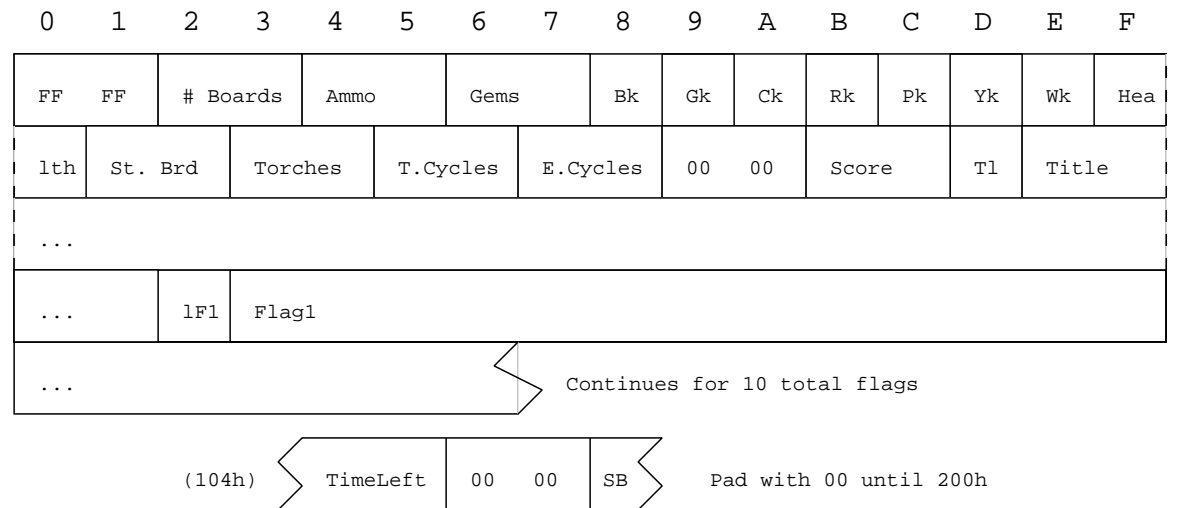 0 1 2 3 4 5 6 7 8 9 A B C D E F
FF FF # Boards Ammo Gems Bk Gk Ck Rk Pk Yk Wk Hea
lth St. Brd Torches T.Cycles E.Cycles 00 00 Score Tl Title
...
... lF1 Flag1
... Continues for 10 total flags
(104h) TimeLeft 00 00 SB Pad with 00 until 200h